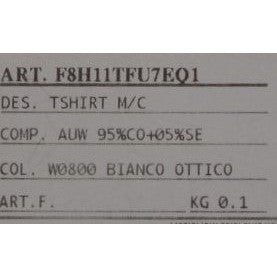 ART. F8H11TFU7EQ1
DES. TSHIRT M/C
COMP. AUW 95%CO+05%SE
COL. W0800 BIANCO OTTICO
ART.F. KG 0.1